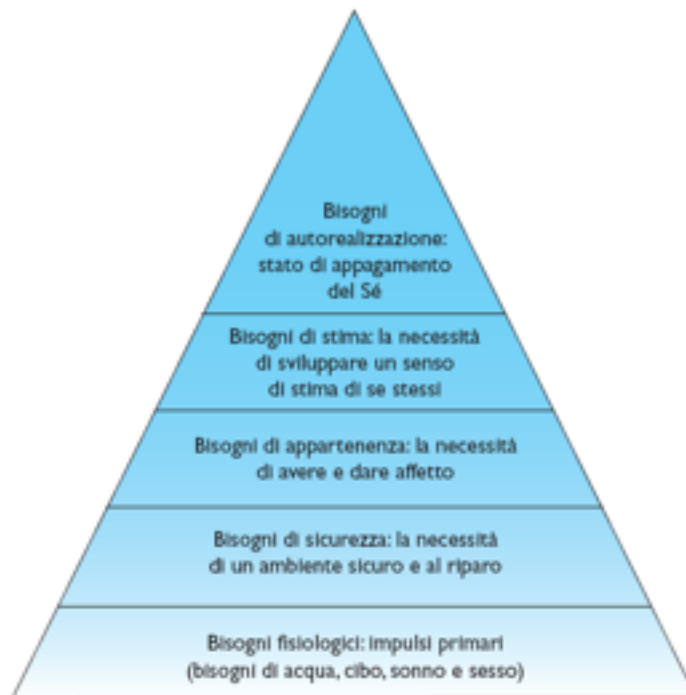 Bisogni
di autorealizzazione:
stato di appagamento
del Sé
Bisogni di stima: la necessità
di sviluppare un senso
di stima di se stessi
Bisogni di appartenenza: la necessità
di avere e dare affetto
Bisogni di sicurezza: la necessità
di un ambiente sicuro e al riparo
Bisogni fisiologici: impulsi primari
(bisogni di acqua, cibo, sonno e sesso)